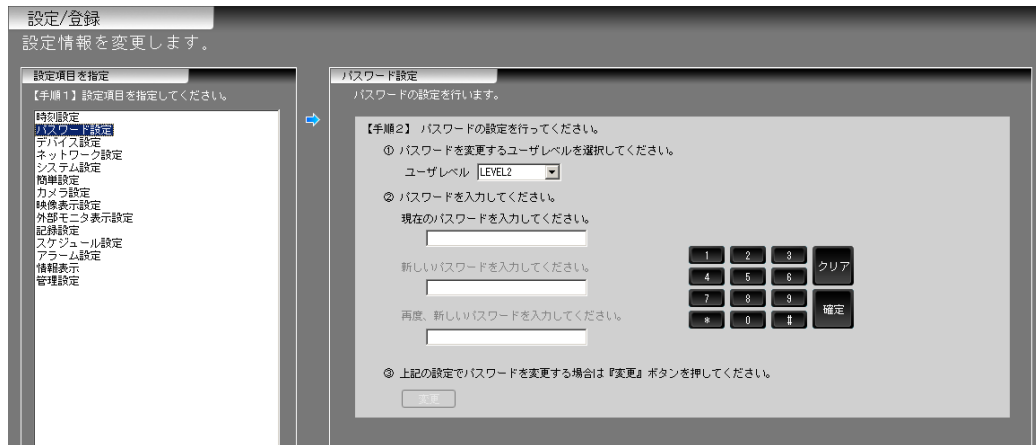 設定/登録
設定情報を変更します。
設定項目を指定
【手順1】設定項目を指定してください。
時刻設定
パスワード設定
デバイス設定
ネットワーク設定
システム設定
簡単設定
カメラ設定
映像表示設定
外部モニタ表示設定
記録設定
スケジュール設定
アラーム設定
情報表示
管理設定
パスワード設定
パスワードの設定を行います。
【手順2】 パスワードの設定を行ってください。
① パスワードを変更するユーザレベルを選択してください。
ユーザレベル LEVEL2
② パスワードを入力してください。
現在のパスワードを入力してください。
新しいパスワードを入力してください。
再度、新しいパスワードを入力してください。
1 2 3 クリア
4 5 6
7 8 9 確定
* 0 #
③ 上記の設定でパスワードを変更する場合は『変更』ボタンを押してください。
変更